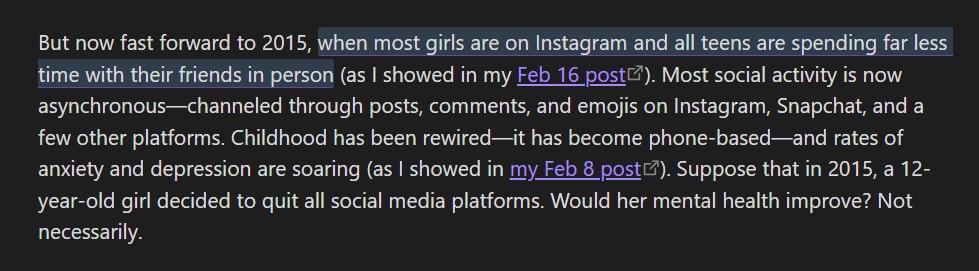 But now fast forward to 2015, when most girls are on Instagram and all teens are spending far less
time with their friends in person (as I showed in my Feb 16 post). Most social activity is now
asynchronous—channeled through posts, comments, and emojis on Instagram, Snapchat, and a
few other platforms. Childhood has been rewired—it has become phone-based—and rates of
anxiety and depression are soaring (as I showed in my Feb 8 post). Suppose that in 2015, a 12-
year-old girl decided to quit all social media platforms. Would her mental health improve? Not
necessarily.